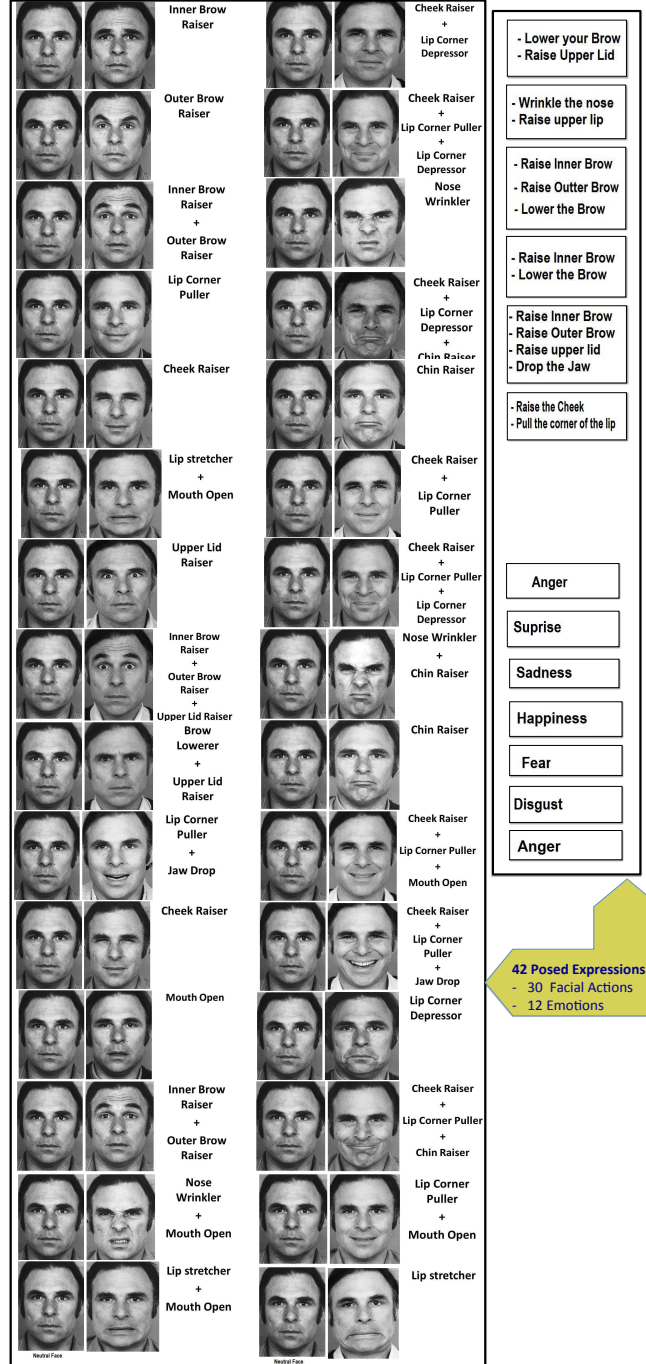 Inner Brow
Raiser
Outer Brow
Raiser
Inner Brow
Raiser
+
Outer Brow
Raiser
Lip Corner
Puller
Cheek Raiser
Lip stretcher
+
Mouth Open
Upper Lid
Raiser
Inner Brow
Raiser
+
Outer Brow
Raiser
+
Upper Lid Raiser
Brow
Lowerer
+
Upper Lid
Raiser
Lip Corner
Puller
+
Jaw Drop
Cheek Raiser
Mouth Open
Inner Brow
Raiser
+
Outer Brow
Raiser
Nose
Wrinkler
+
Mouth Open
Lip stretcher
+
Mouth Open
Neutral Face
Cheek Raiser
+
Lip Corner
Depressor
Cheek Raiser
+
Lip Corner Puller
+
Lip Corner
Depressor
Nose
Wrinkler
Cheek Raiser
+
Lip Corner
Depressor
+
Chin Raiser
Chin Raiser
Cheek Raiser
+
Lip Corner
Puller
Cheek Raiser
+
Lip Corner Puller
+
Lip Corner
Depressor
Nose Wrinkler
+
Chin Raiser
Chin Raiser
Cheek Raiser
+
Lip Corner Puller
+
Mouth Open
Cheek Raiser
+
Lip Corner
Puller
+
Jaw Drop
Lip Corner
Depressor
Cheek Raiser
+
Lip Corner Puller
+
Chin Raiser
Lip Corner
Puller
+
Mouth Open
Lip stretcher
Neutral Face
- Lower your Brow
- Raise Upper Lid
- Wrinkle the nose
- Raise upper lip
- Raise Inner Brow
- Raise Outter Brow
- Lower the Brow
- Raise Inner Brow
- Lower the Brow
- Raise Inner Brow
- Raise Outer Brow
- Raise upper lid
- Drop the Jaw
- Raise the Cheek
- Pull the corner of the lip
Anger
Suprise
Sadness
Happiness
Fear
Disgust
Anger
42 Posed Expressions
- 30 Facial Actions
- 12 Emotions